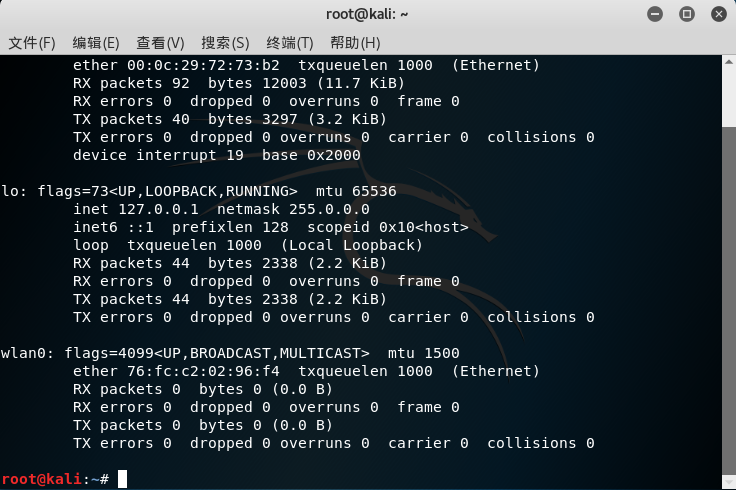 root@kali: ~
文件(F) 编辑(E) 查看(V) 搜索(S) 终端(T) 帮助(H)
ether 00:0c:29:72:73:b2  txqueuelen 1000  (Ethernet)
RX packets 92  bytes 12003 (11.7 KiB)
RX errors 0  dropped 0  overruns 0  frame 0
TX packets 40  bytes 3297 (3.2 KiB)
TX errors 0  dropped 0 overruns 0  carrier 0  collisions 0
device interrupt 19  base 0x2000
lo: flags=73<UP,LOOPBACK,RUNNING>  mtu 65536
inet 127.0.0.1  netmask 255.0.0.0
inet6 ::1  prefixlen 128  scopeid 0x10<host>
loop  txqueuelen 1000  (Local Loopback)
RX packets 44  bytes 2338 (2.2 KiB)
RX errors 0  dropped 0  overruns 0  frame 0
TX packets 44  bytes 2338 (2.2 KiB)
TX errors 0  dropped 0 overruns 0  carrier 0  collisions 0
wlan0: flags=4099<UP,BROADCAST,MULTICAST>  mtu 1500
ether 76:fc:c2:02:96:f4  txqueuelen 1000  (Ethernet)
RX packets 0  bytes 0 (0.0 B)
RX errors 0  dropped 0  overruns 0  frame 0
TX packets 0  bytes 0 (0.0 B)
TX errors 0  dropped 0 overruns 0  carrier 0  collisions 0
root@kali:~#